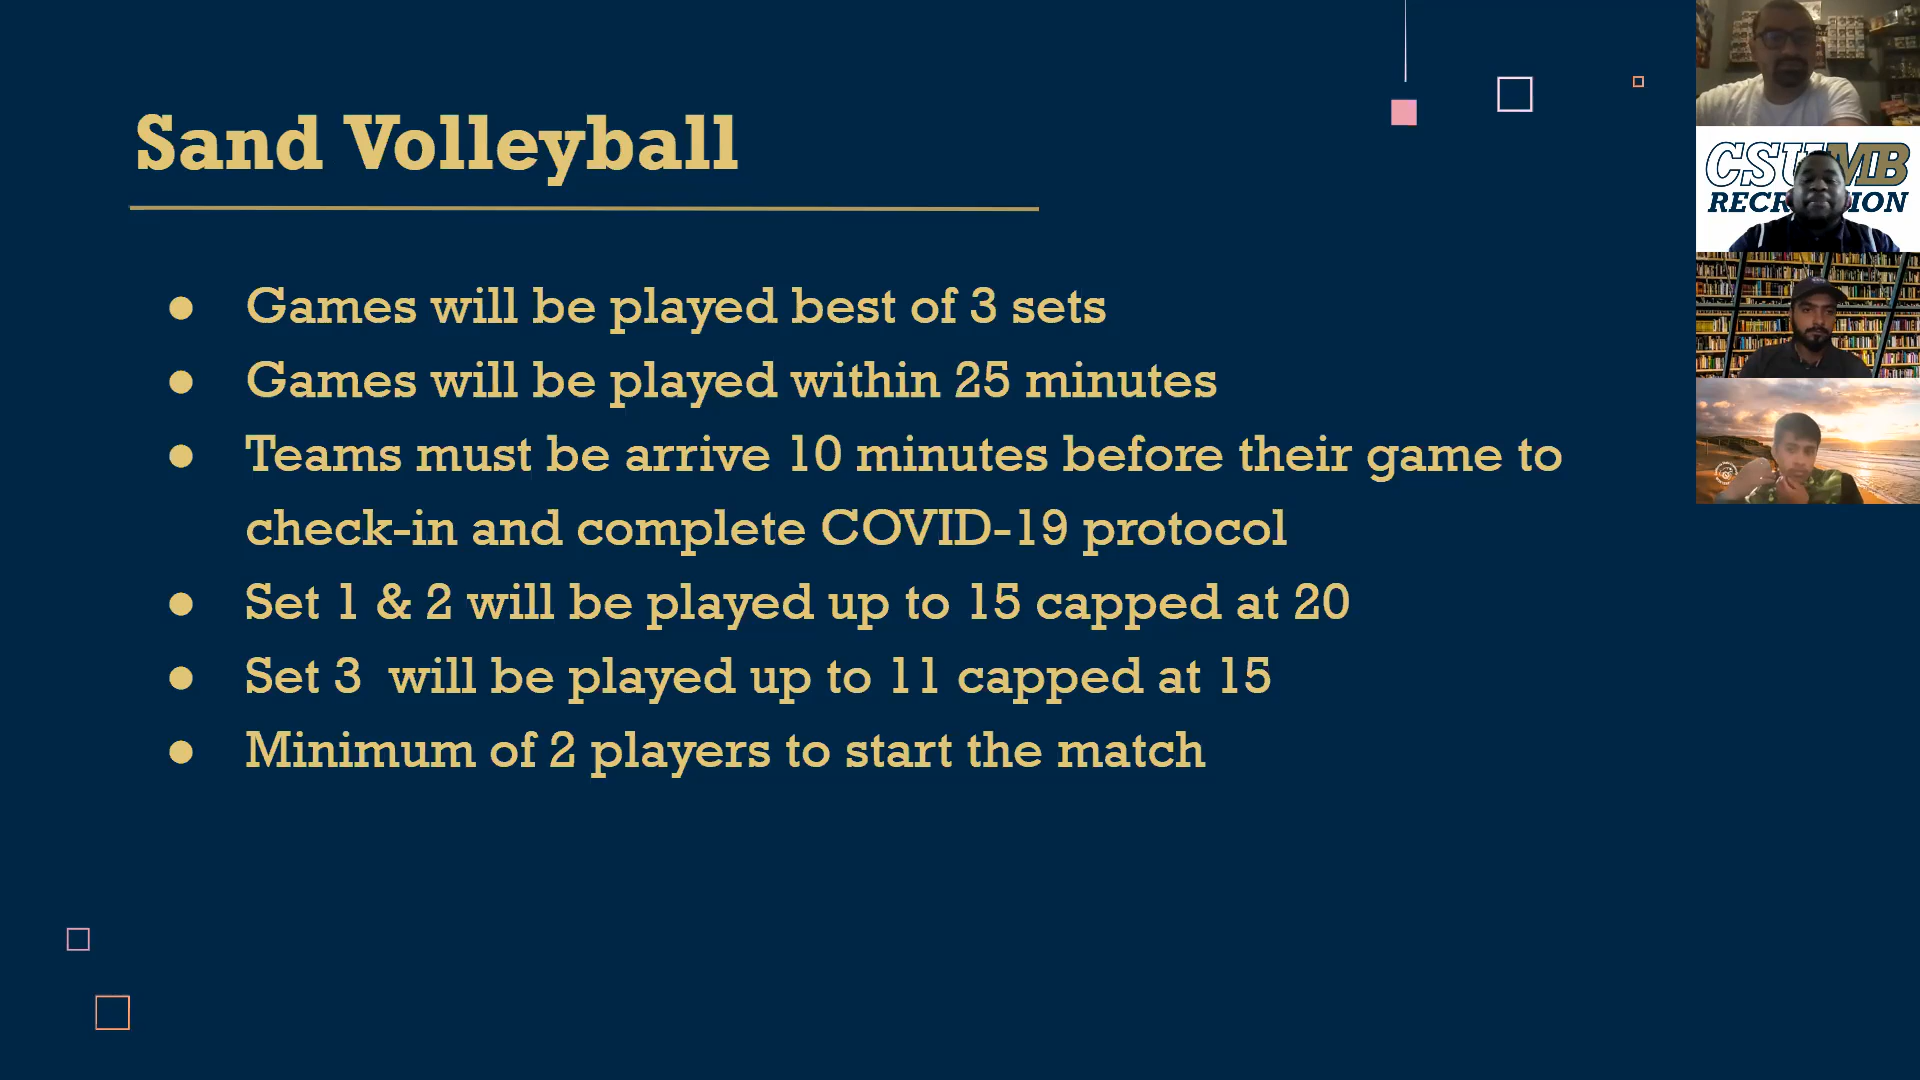 Sand Volleyball
● Games will be played best of 3 sets
● Games will be played within 25 minutes
● Teams must be arrive 10 minutes before their game to
check-in and complete COVID-19 protocol
● Set 1 & 2 will be played up to 15 capped at 20
● Set 3  will be played up to 11 capped at 15
● Minimum of 2 players to start the match